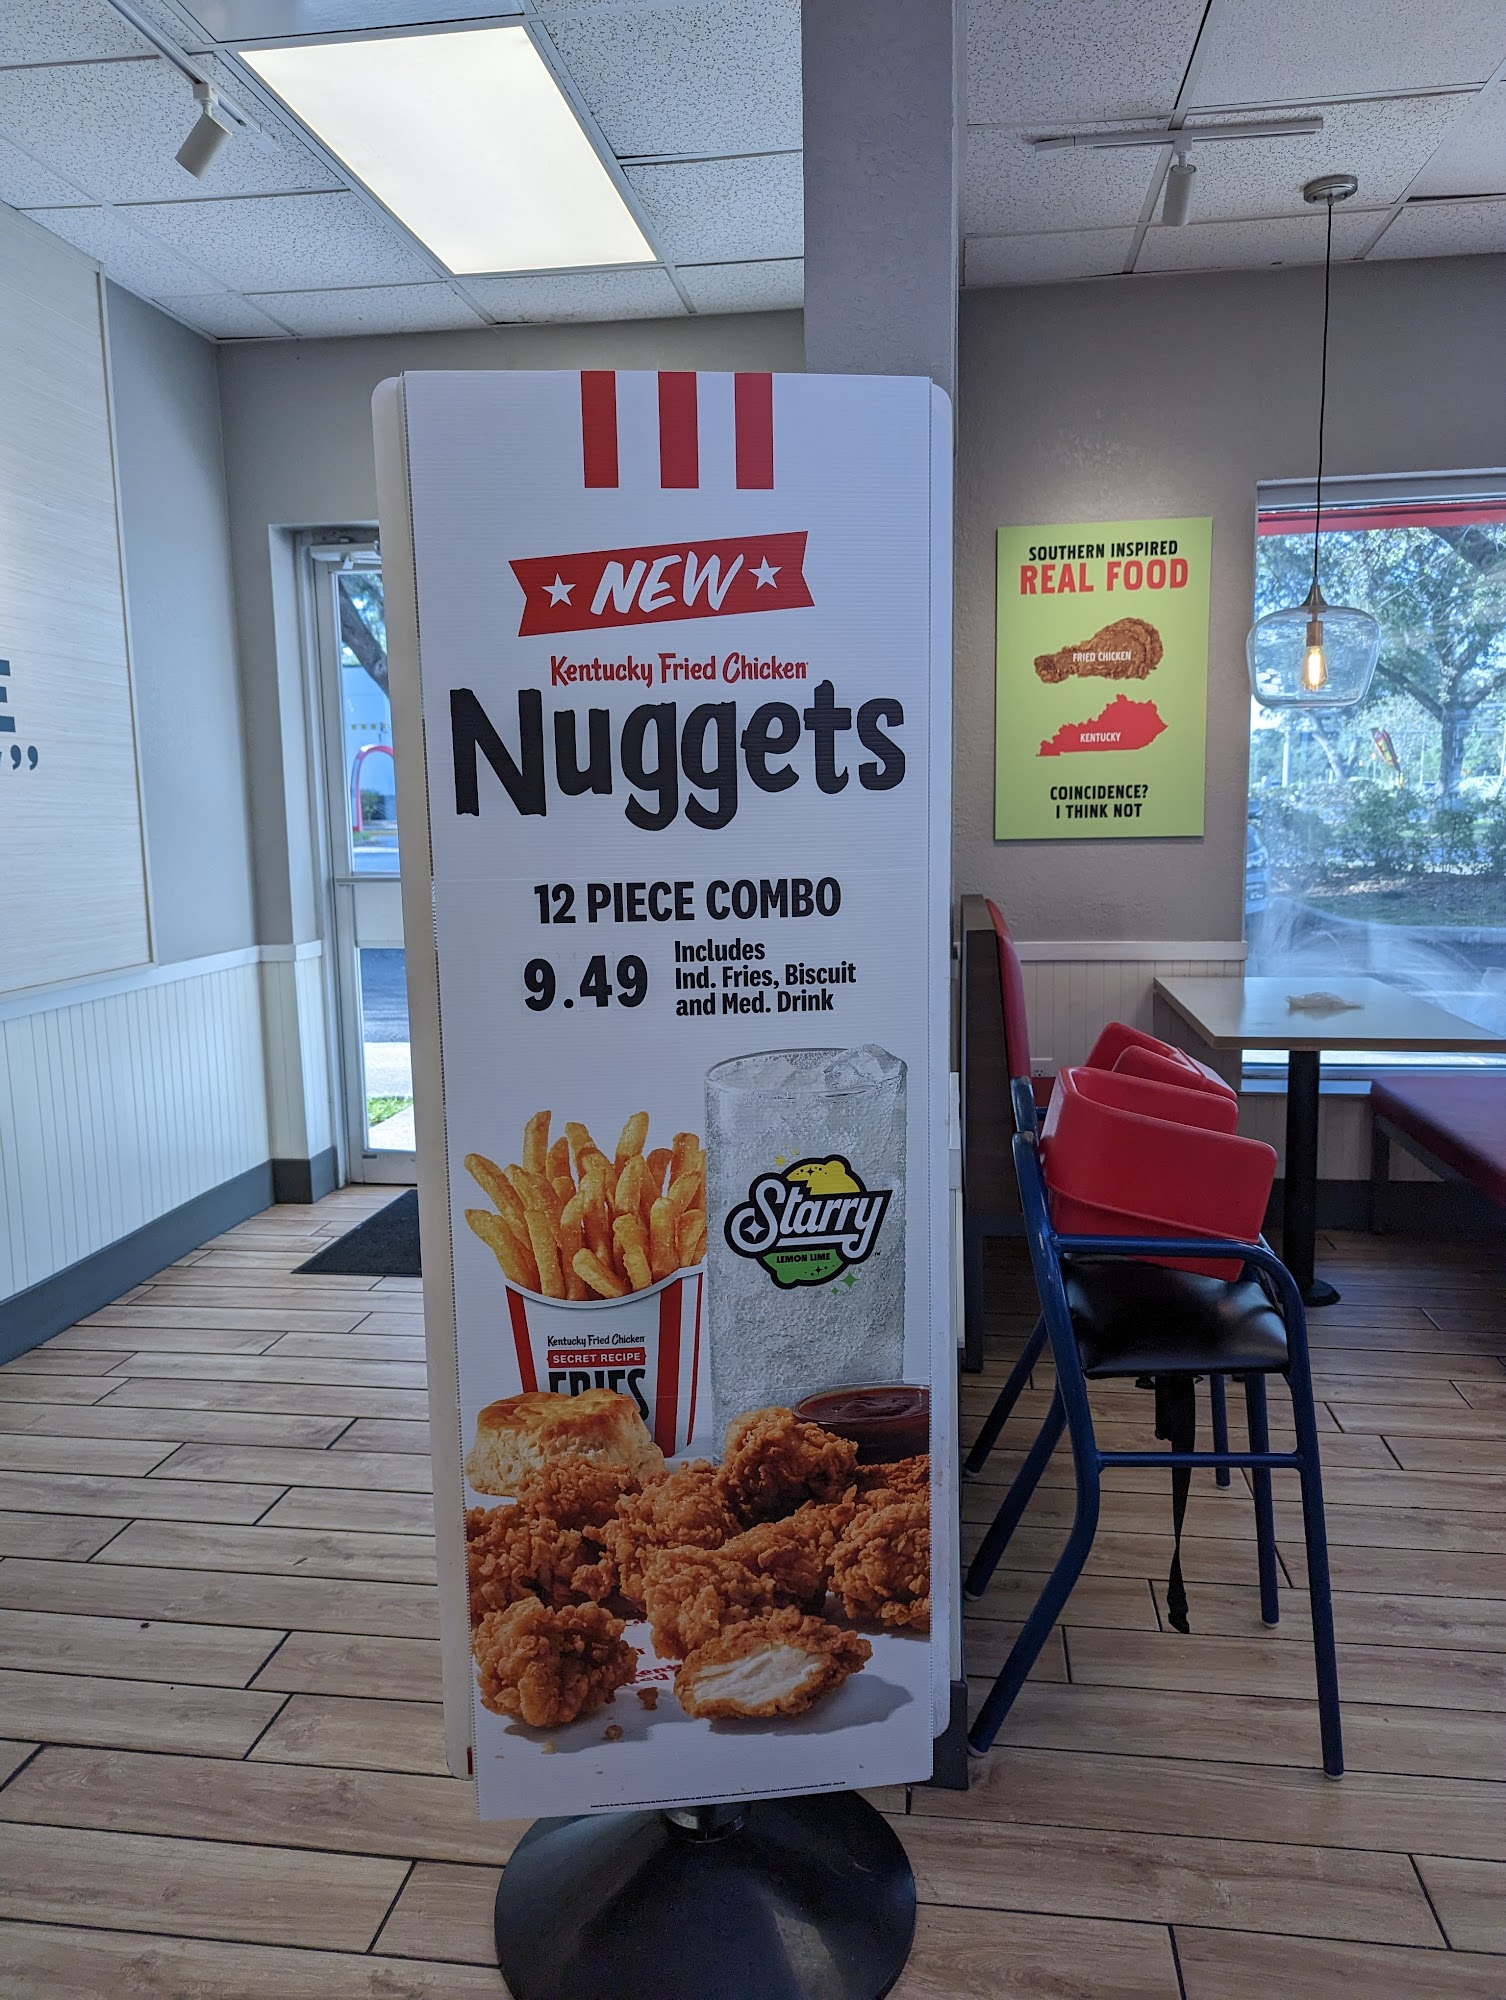 NEW
Kentucky Fried Chicken
Nuggets
12 PIECE COMBO
9.49
Includes
Ind. Fries, Biscuit
and Med. Drink
Starry
LEMON LIME
Kentucky Fried Chicken
SECRET RECIPE
FRIES
SOUTHERN INSPIRED
REAL FOOD
FRIED CHICKEN
KENTUCKY
COINCIDENCE?
I THINK NOT
E
”